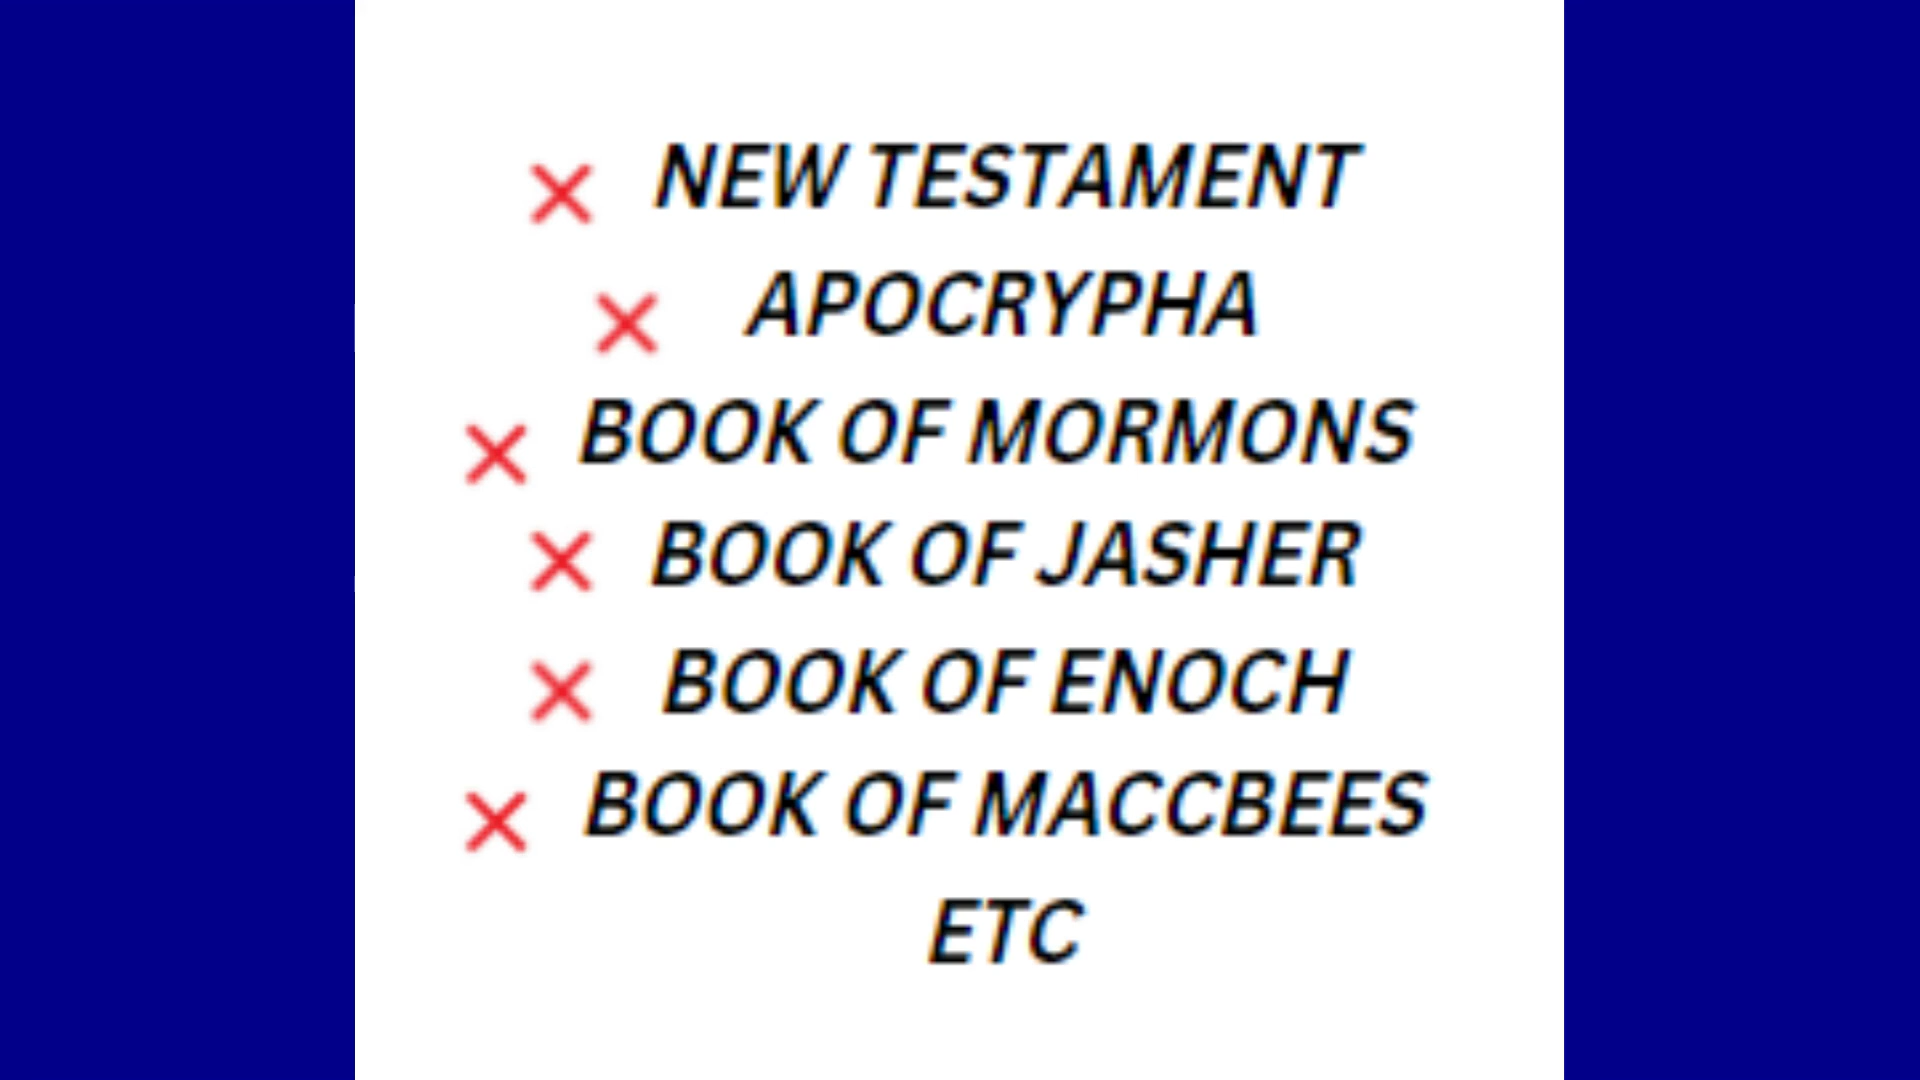 ❌ NEW TESTAMENT
❌ APOCRYPHA
❌ BOOK OF MORMONS
❌ BOOK OF JASHER
❌ BOOK OF ENOCH
❌ BOOK OF MACCBEES
ETC